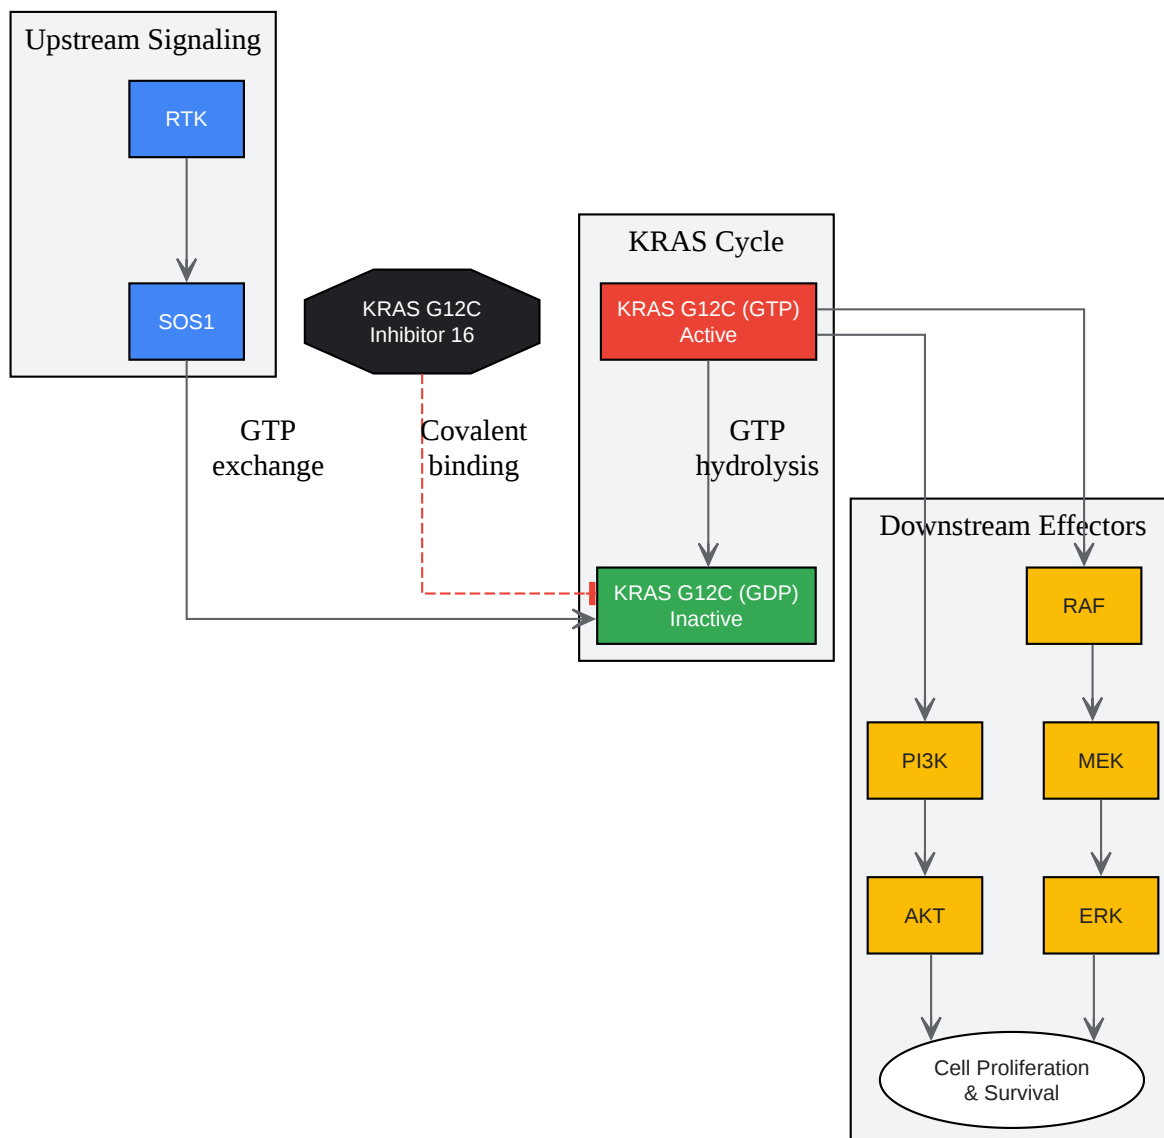 Upstream Signaling
RTK
SOS1
KRAS G12C
Inhibitor 16
KRAS Cycle
KRAS G12C (GTP)
Active
GTP
exchange
Covalent
binding
GTP
hydrolysis
KRAS G12C (GDP)
Inactive
Downstream Effectors
RAF
PI3K
MEK
AKT
ERK
Cell Proliferation
& Survival